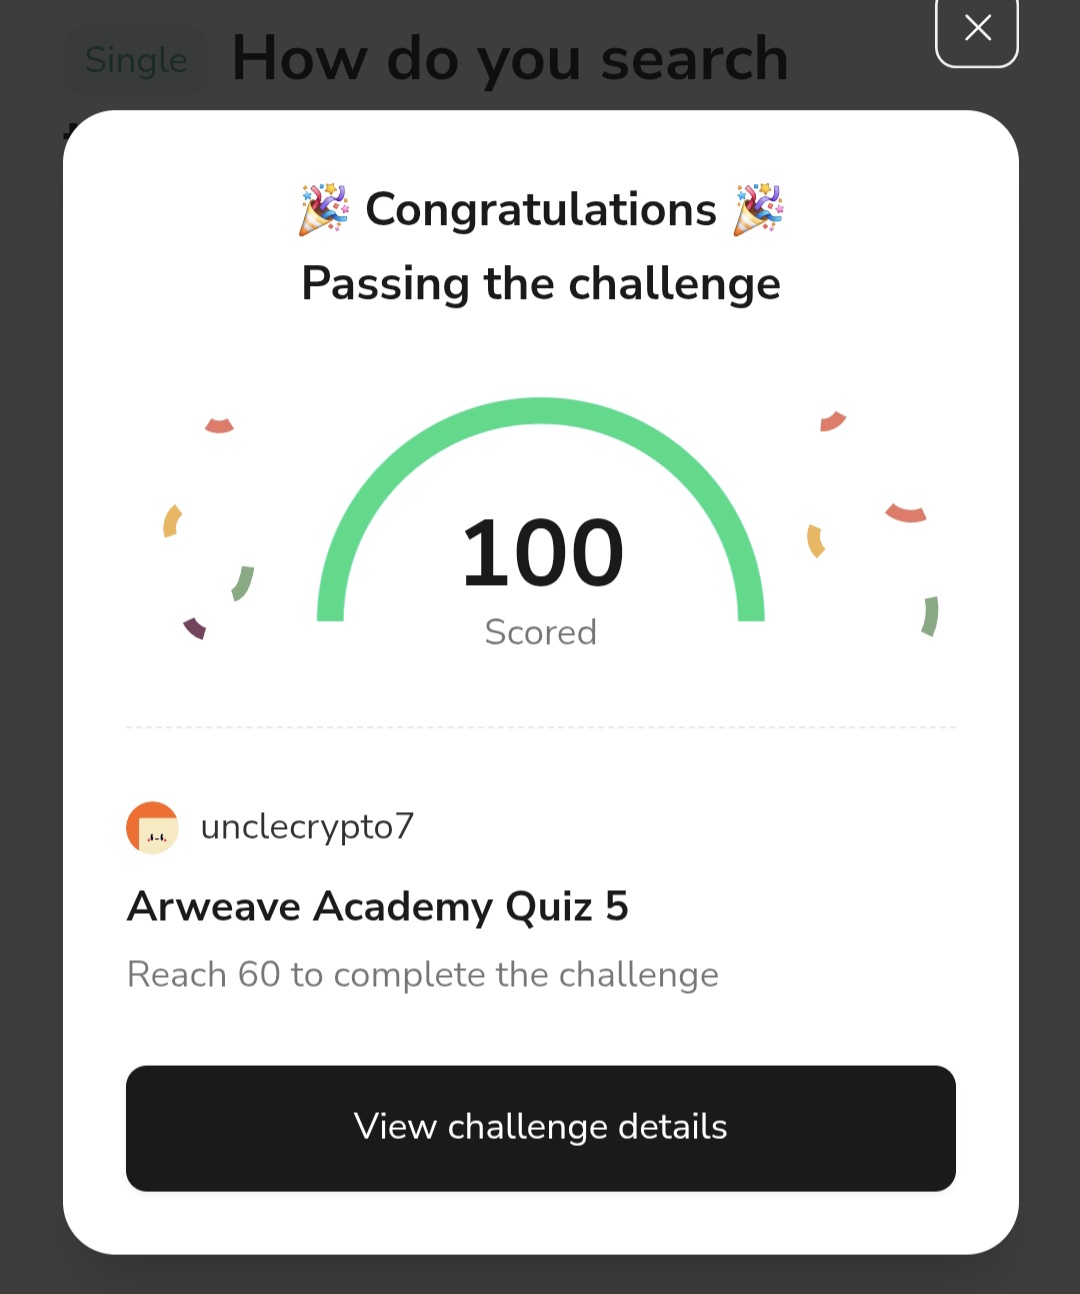 Single How do you search
🎉 Congratulations 🎉
Passing the challenge
100
Scored
unclecrypto7
Arweave Academy Quiz 5
Reach 60 to complete the challenge
View challenge details